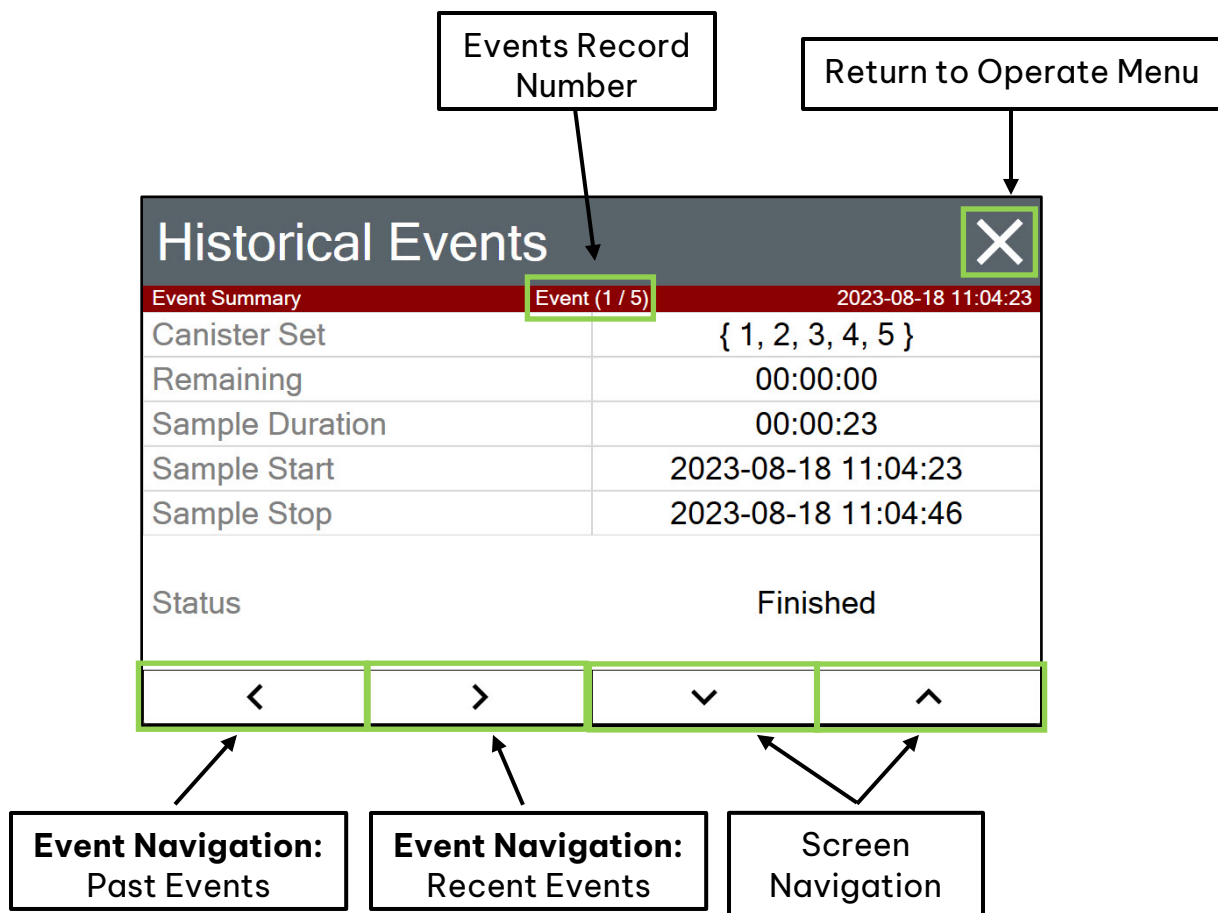 Events Record
Number
Return to Operate Menu
Historical Events
Event Summary Event (1 / 5) 2023-08-18 11:04:23
Canister Set { 1, 2, 3, 4, 5 }
Remaining 00:00:00
Sample Duration 00:00:23
Sample Start 2023-08-18 11:04:23
Sample Stop 2023-08-18 11:04:46
Status Finished
Event Navigation:
Past Events
Event Navigation:
Recent Events
Screen
Navigation